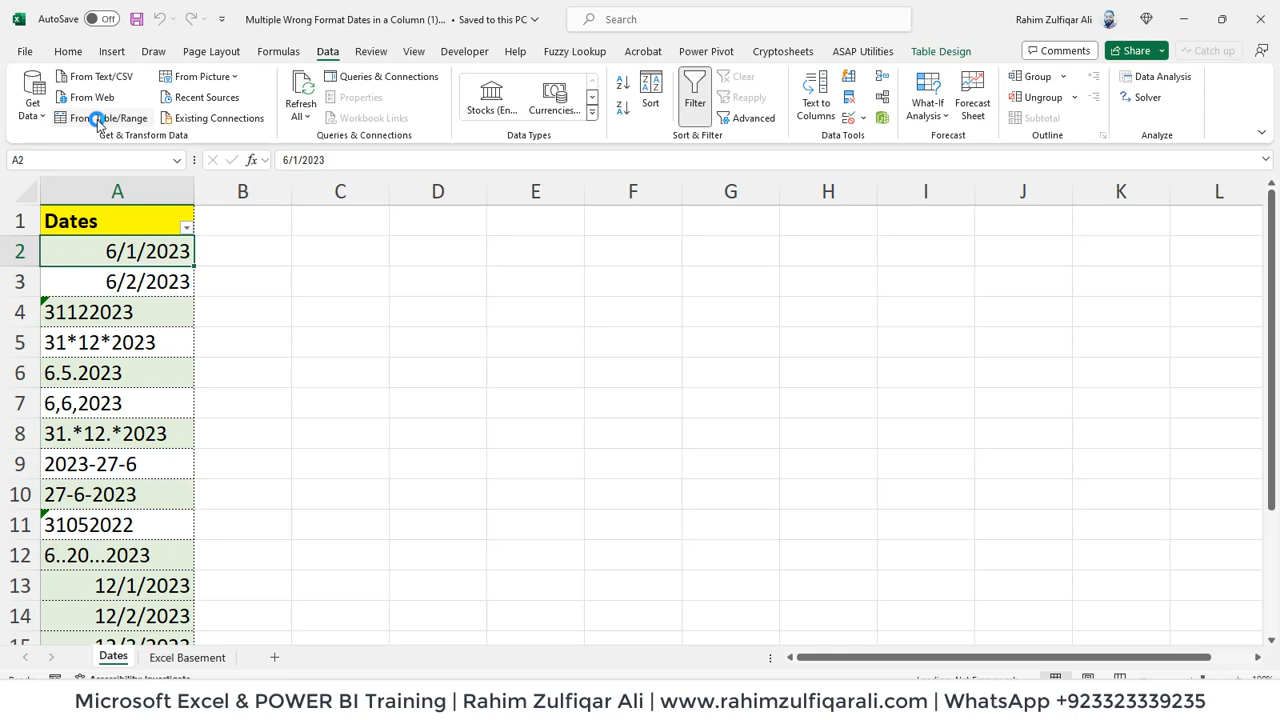 AutoSave Off Multiple Wrong Format Dates in a Column (1)... • Saved to this PC Search Rahim Zulfiqar Ali
File Home Insert Draw Page Layout Formulas Data Review View Developer Help Fuzzy Lookup Acrobat Power Pivot Cryptosheets ASAP Utilities Table Design Comments Share Catch up
Get Data
From Text/CSV
From Web
From Picture
Recent Sources
Existing Connections
Get & Transform Data
Refresh All
Queries & Connections
Properties
Workbook Links
Queries & Connections
Stocks (En...
Currencies...
Data Types
Sort
Filter
Clear
Reapply
Advanced
Sort & Filter
Text to Columns
Data Tools
What-If Analysis
Forecast Sheet
Forecast
Group
Ungroup
Subtotal
Outline
Data Analysis
Solver
Analyze
A2 fx 6/1/2023
A B C D E F G H I J K L
1 Dates
2 6/1/2023
3 6/2/2023
4 31122023
5 31*12*2023
6 6.5.2023
7 6,6,2023
8 31.*12.*2023
9 2023-27-6
10 27-6-2023
11 31052022
12 6..20...2023
13 12/1/2023
14 12/2/2023
Dates Excel Basement
Microsoft Excel & POWER BI Training | Rahim Zulfiqar Ali | www.rahimzulfiqarali.com | WhatsApp +923323339235